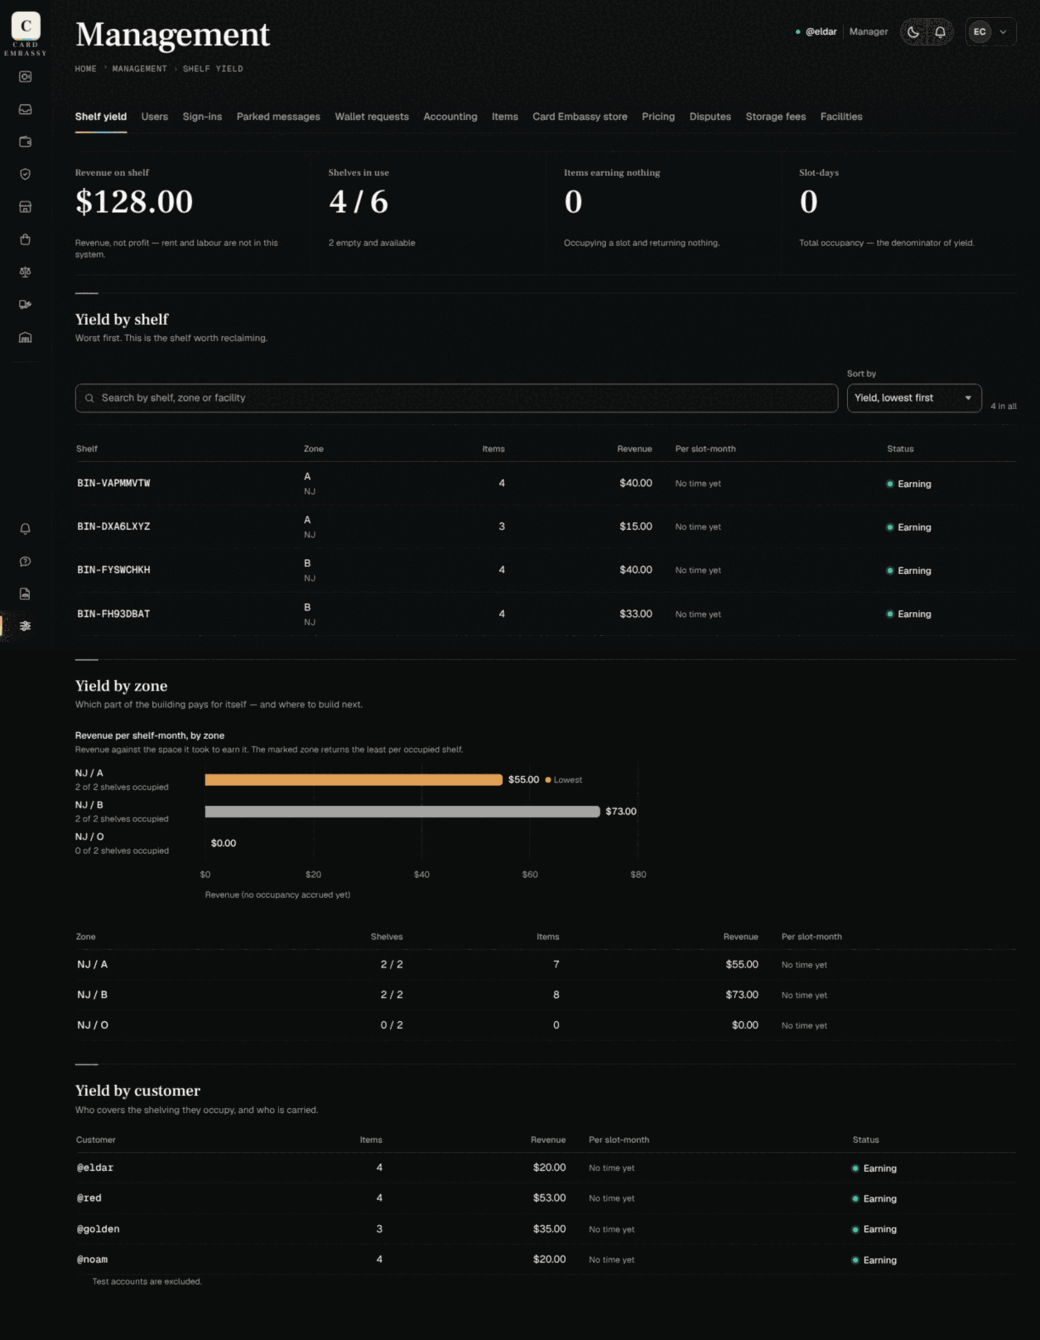 C
CARD
EMBASSY
Management
@eldar
Manager
EC
HOME › MANAGEMENT › SHELF YIELD
Shelf yield
Users
Sign-ins
Parked messages
Wallet requests
Accounting
Items
Card Embassy store
Pricing
Disputes
Storage fees
Facilities
Revenue on shelf
$128.00
Revenue, not profit — rent and labour are not in this
system.
Shelves in use
4 / 6
2 empty and available
Items earning nothing
0
Occupying a slot and returning nothing.
Slot-days
0
Total occupancy — the denominator of yield.
Yield by shelf
Worst first. This is the shelf worth reclaiming.
Search by shelf, zone or facility
Sort by
Yield, lowest first
4 in all
Shelf Zone Items Revenue Per slot-month Status
BIN-VAPMMVTW A 4 $40.00 No time yet Earning
NJ
BIN-DXA6LXYZ A 3 $15.00 No time yet Earning
NJ
BIN-FYSWCHKH B 4 $40.00 No time yet Earning
NJ
BIN-FH93DBAT B 4 $33.00 No time yet Earning
NJ
Yield by zone
Which part of the building pays for itself — and where to build next.
Revenue per shelf-month, by zone
Revenue against the space it took to earn it. The marked zone returns the least per occupied shelf.
NJ / A
2 of 2 shelves occupied
$55.00 Lowest
NJ / B
2 of 2 shelves occupied
$73.00
NJ / O
0 of 2 shelves occupied
$0.00
$0 $20 $40 $60 $80
Revenue (no occupancy accrued yet)
Zone Shelves Items Revenue Per slot-month
NJ / A 2 / 2 7 $55.00 No time yet
NJ / B 2 / 2 8 $73.00 No time yet
NJ / O 0 / 2 0 $0.00 No time yet
Yield by customer
Who covers the shelving they occupy, and who is carried.
Customer Items Revenue Per slot-month Status
@eldar 4 $20.00 No time yet Earning
@red 4 $53.00 No time yet Earning
@golden 3 $35.00 No time yet Earning
@noam 4 $20.00 No time yet Earning
Test accounts are excluded.